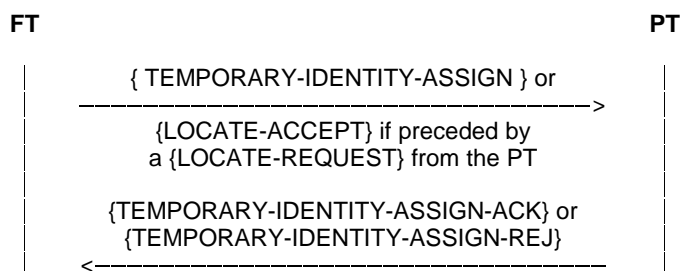 FT PT
{ TEMPORARY-IDENTITY-ASSIGN } or
{LOCATE-ACCEPT} if preceded by
a {LOCATE-REQUEST} from the PT
{TEMPORARY-IDENTITY-ASSIGN-ACK} or
{TEMPORARY-IDENTITY-ASSIGN-REJ}